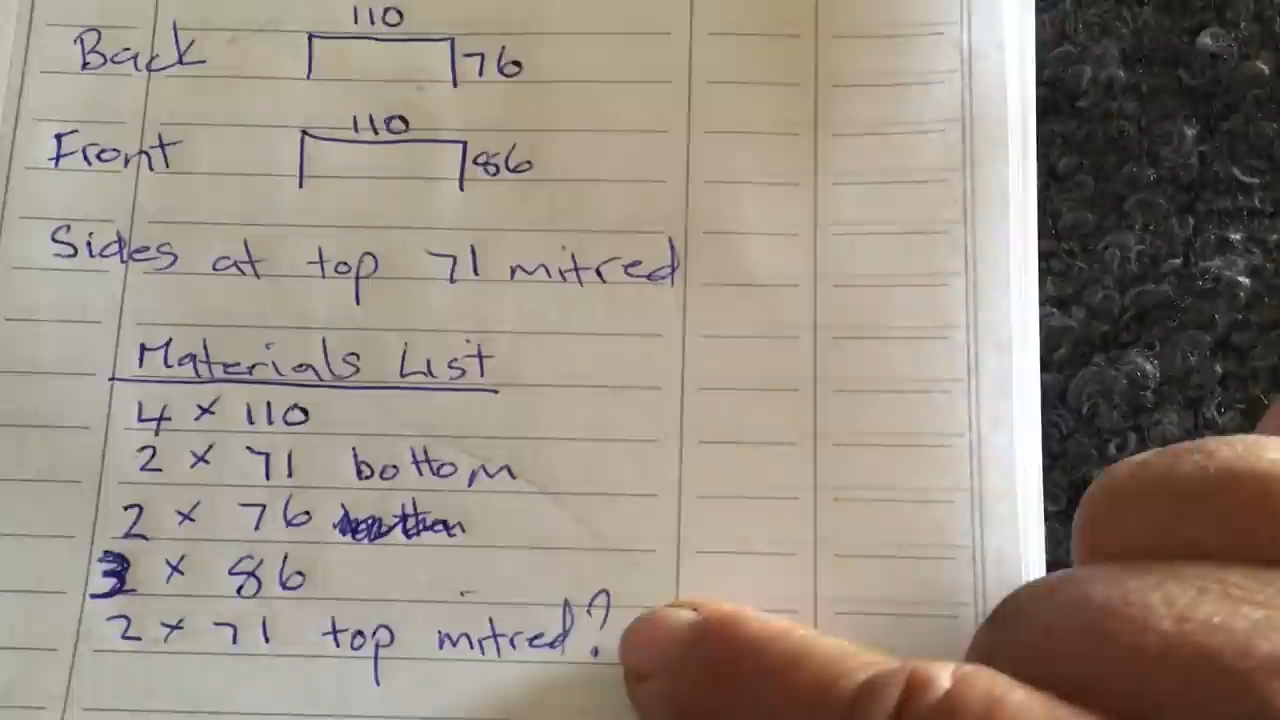 110
Back 76
110
Front 86
Sides at top 71 mitred
Materials List
4 x 110
2 x 71 bottom
2 x 76
x 86
2 x 71 top mitred?